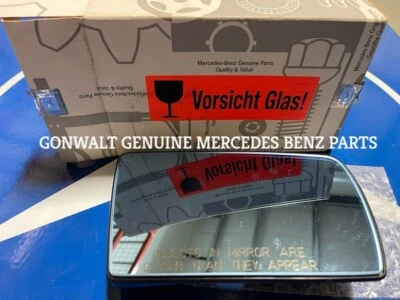 Mercedes-Benz Genuine Parts
Quality & Value
Vorsicht Glas!
GONWALT GENUINE MERCEDES BENZ PARTS
Vorsicht Glas!
OBJECTS IN MIRROR ARE
CLOSER THAN THEY APPEAR